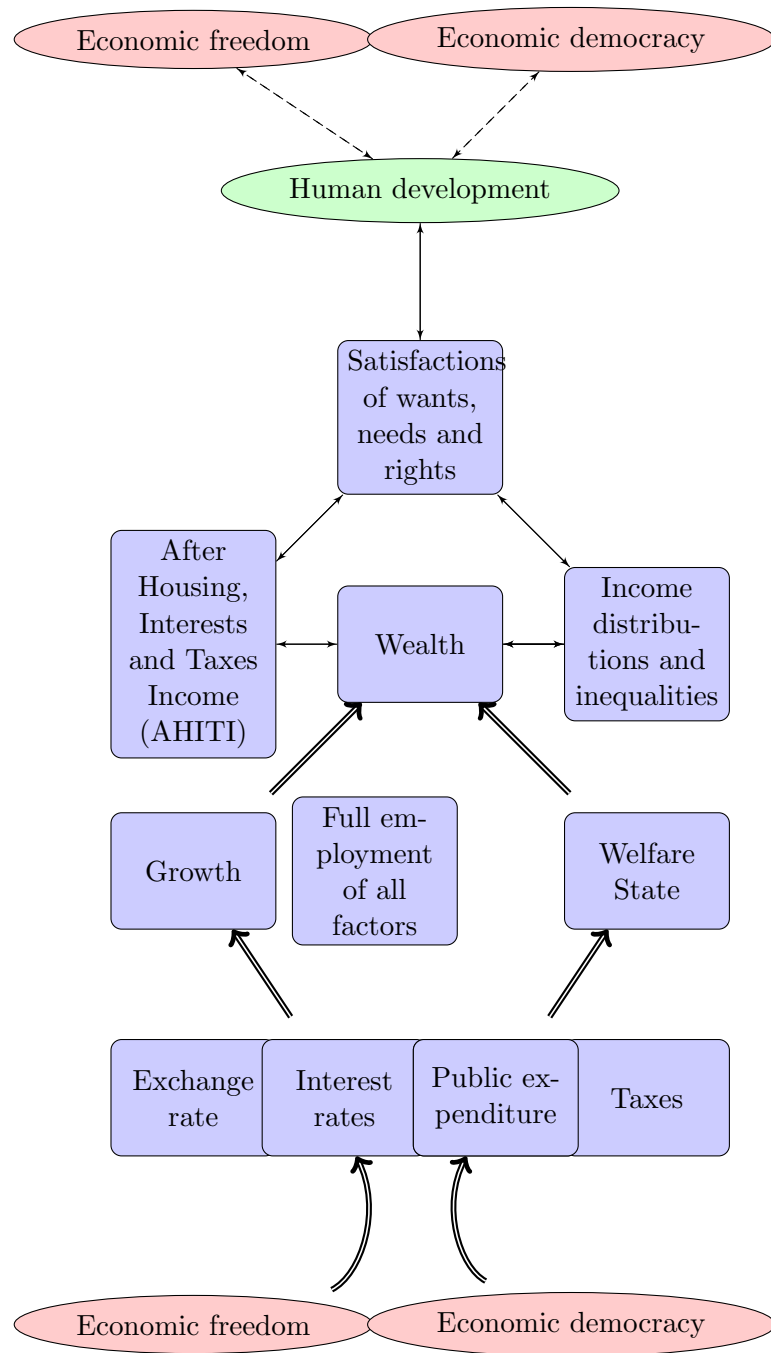 Economic freedom
Economic democracy
Human development
Satisfactions
of wants,
needs and
rights
After
Housing,
Interests
and Taxes
Income
(AHITI)
Wealth
Income
distribu-
tions and
inequalities
Growth
Full em-
ployment
of all
factors
Welfare
State
Exchange
rate
Interest
rates
Public ex-
penditure
Taxes
Economic freedom
Economic democracy